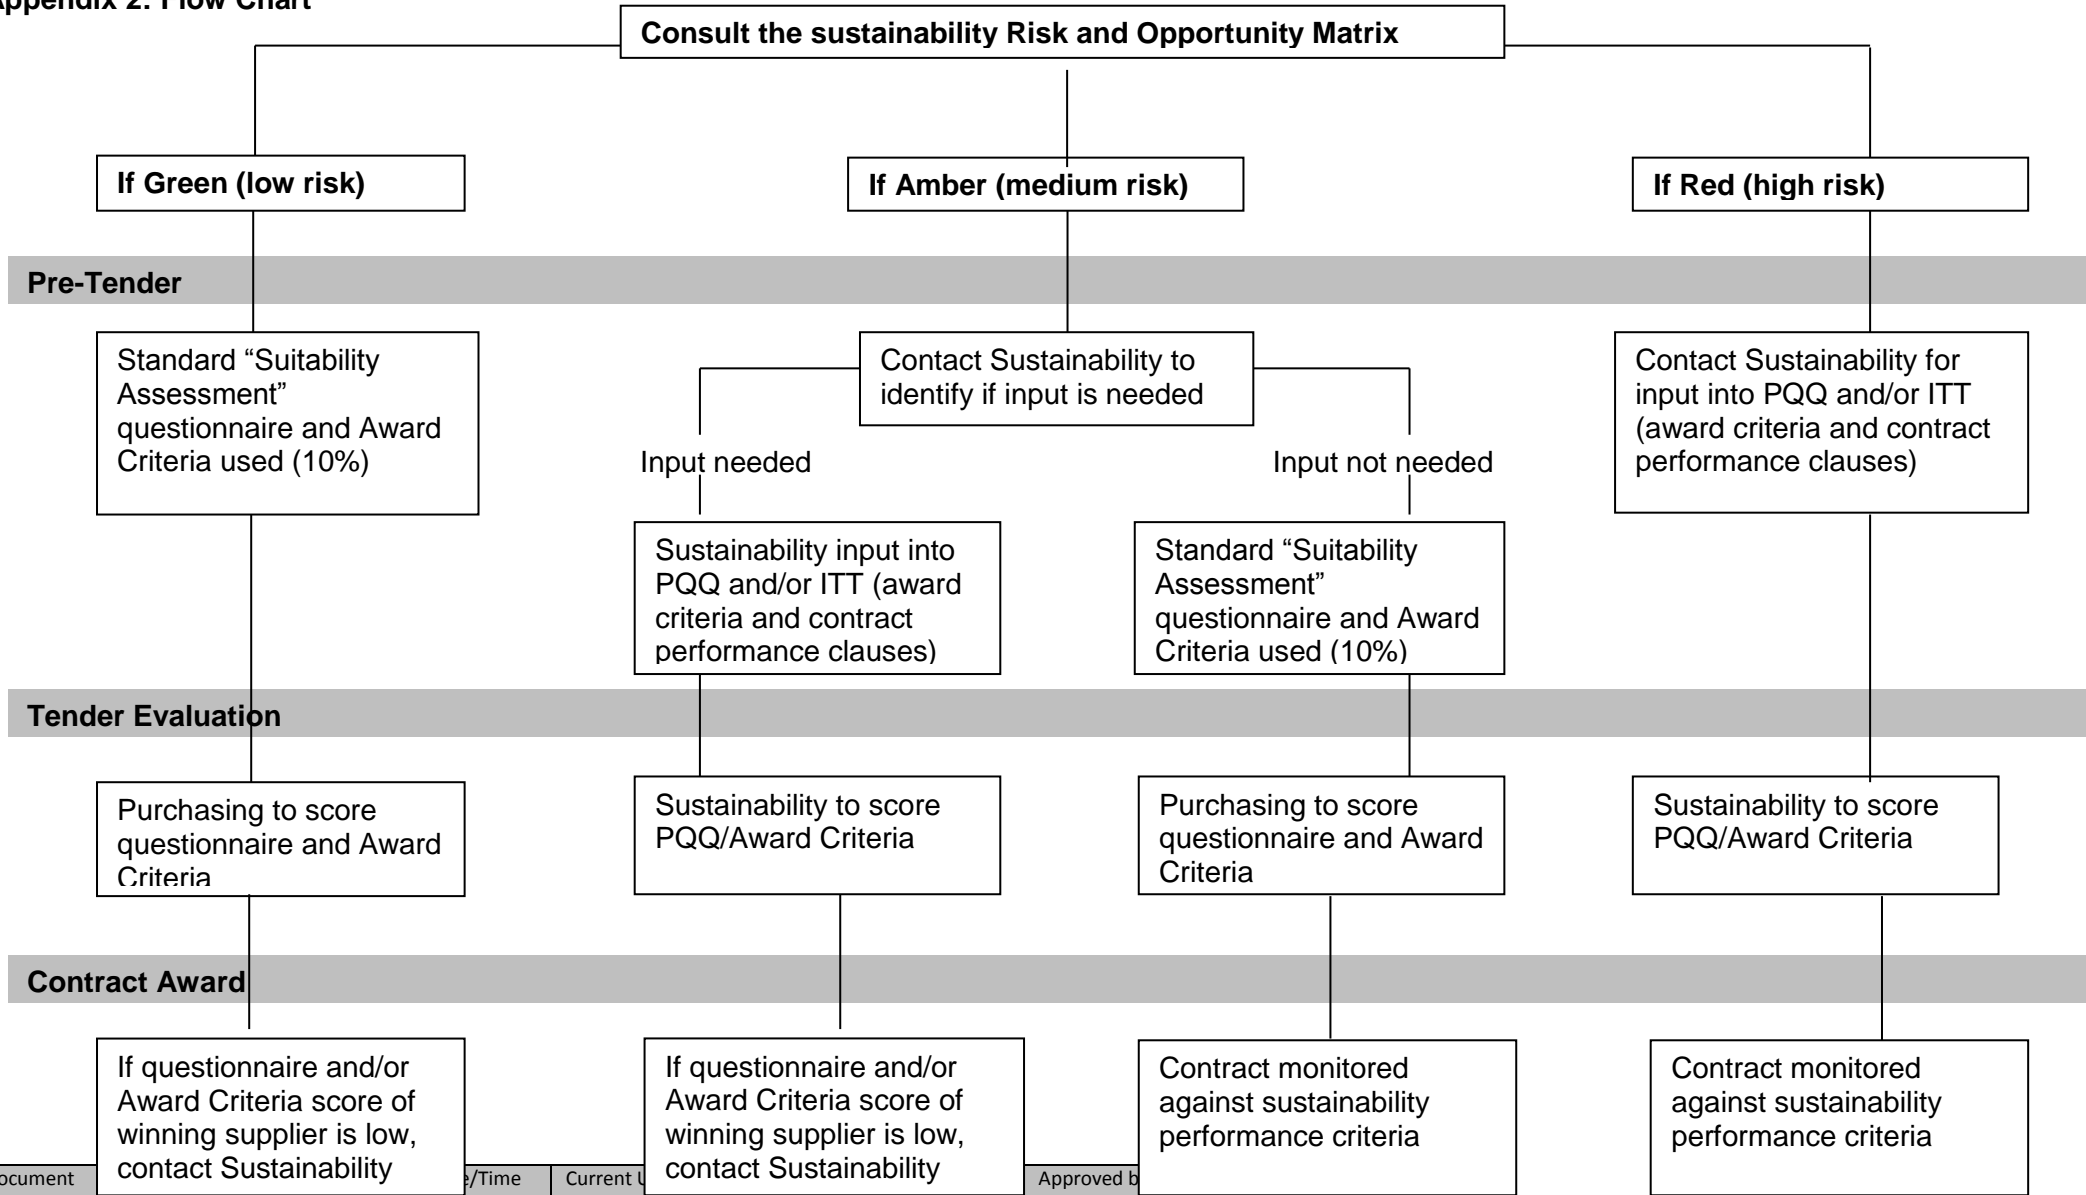 Appendix 2: Flow Chart
Consult the sustainability Risk and Opportunity Matrix
If Green (low risk)
If Amber (medium risk)
If Red (high risk)
Pre-Tender
Standard “Suitability
Assessment”
questionnaire and Award
Criteria used (10%)
Contact Sustainability to
identify if input is needed
Contact Sustainability for
input into PQQ and/or ITT
(award criteria and contract
performance clauses)
Input needed
Input not needed
Sustainability input into
PQQ and/or ITT (award
criteria and contract
performance clauses)
Standard “Suitability
Assessment”
questionnaire and Award
Criteria used (10%)
Tender Evaluation
Purchasing to score
questionnaire and Award
Criteria
Sustainability to score
PQQ/Award Criteria
Purchasing to score
questionnaire and Award
Criteria
Sustainability to score
PQQ/Award Criteria
Contract Award
If questionnaire and/or
Award Criteria score of
winning supplier is low,
contact Sustainability
If questionnaire and/or
Award Criteria score of
winning supplier is low,
contact Sustainability
Contract monitored
against sustainability
performance criteria
Contract monitored
against sustainability
performance criteria
/Time
Current
Approved